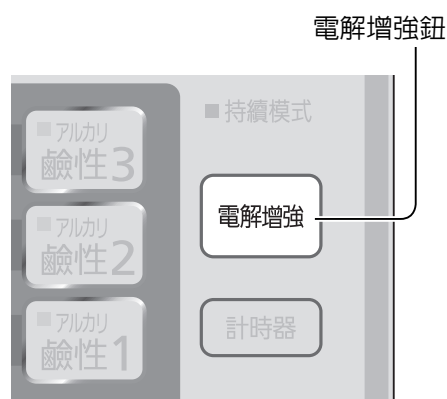 電解增強鈕
■持續模式
■アルカリ
鹼性3
電解增強
■アルカリ
鹼性2
計時器
■アルカリ
鹼性1